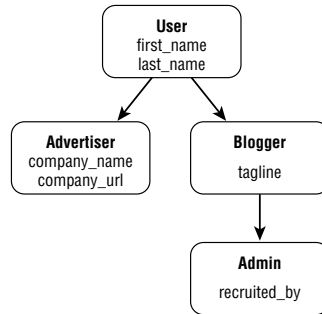 User
first_name
last_name
Advertiser
company_name
company_url
Blogger
tagline
Admin
recruited_by